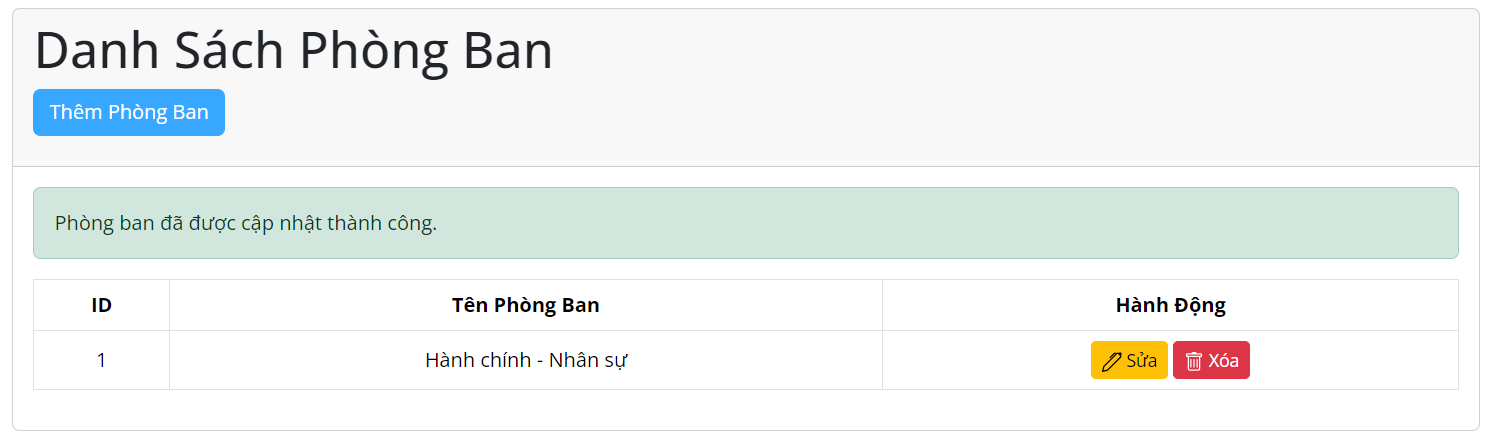 Danh Sách Phòng Ban
Thêm Phòng Ban
Phòng ban đã được cập nhật thành công.
ID Tên Phòng Ban Hành Động
1 Hành chính - Nhân sự Sửa Xóa